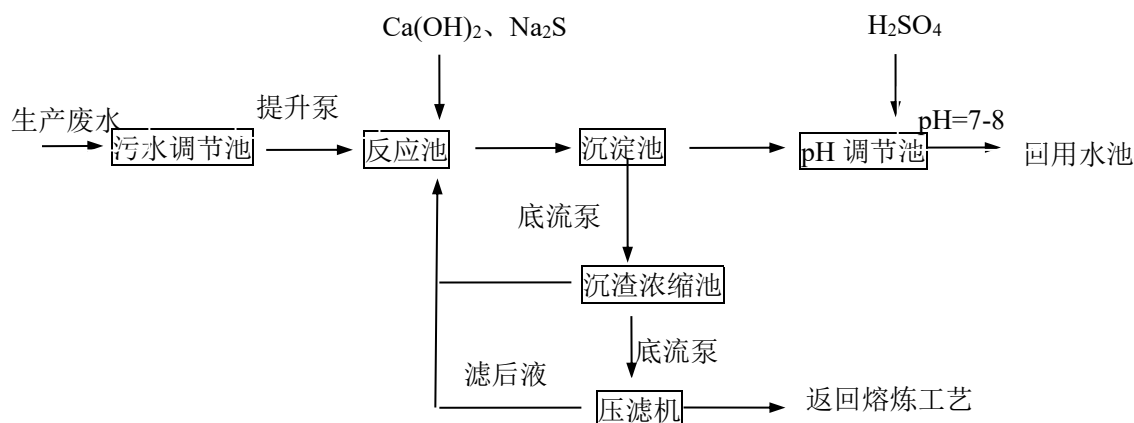 Ca(OH)₂、Na₂S
H₂SO₄
生产废水
提升泵
pH=7-8
污水调节池
反应池
沉淀池
pH 调节池
回用水池
底流泵
沉渣浓缩池
底流泵
滤后液
压滤机
返回熔炼工艺